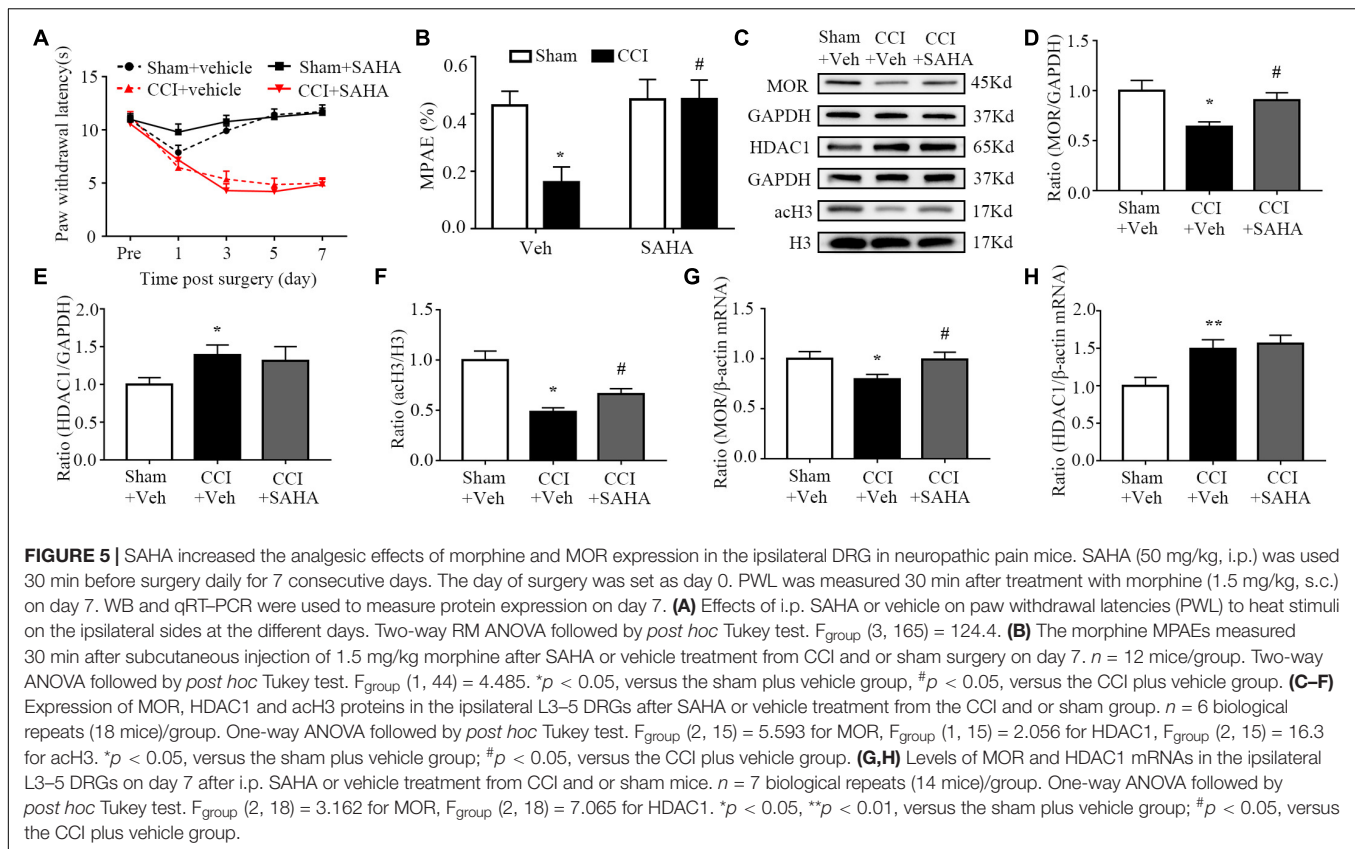 A
Sham+vehicle
Sham+SAHA
CCI+vehicle
CCI+SAHA
Paw withdrawal latency(s)
15
10
5
0
Pre
1
3
5
7
Time post surgery (day)
B
Sham
CCI
MPAE (%)
0.6
0.4
0.2
0.0
*
#
Veh
SAHA
C
Sham CCI CCI
+Veh +Veh +SAHA
MOR 45Kd
GAPDH 37Kd
HDAC1 65Kd
GAPDH 37Kd
acH3 17Kd
H3 17Kd
D
Ratio (MOR/GAPDH)
1.5
1.0
0.5
0.0
*
#
Sham CCI CCI
+Veh +Veh +SAHA
E
Ratio (HDAC1/GAPDH)
2.0
1.5
1.0
0.5
0.0
*
Sham CCI CCI
+Veh +Veh +SAHA
F
Ratio (acH3/H3)
1.5
1.0
0.5
0.0
*
#
Sham CCI CCI
+Veh +Veh +SAHA
G
Ratio (MOR/β-actin mRNA)
1.5
1.0
0.5
0.0
*
#
Sham CCI CCI
+Veh +Veh +SAHA
H
Ratio (HDAC1/β-actin mRNA)
2.0
1.5
1.0
0.5
0.0
**
Sham CCI CCI
+Veh +Veh +SAHA
FIGURE 5 | SAHA increased the analgesic effects of morphine and MOR expression in the ipsilateral DRG in neuropathic pain mice. SAHA (50 mg/kg, i.p.) was used
30 min before surgery daily for 7 consecutive days. The day of surgery was set as day 0. PWL was measured 30 min after treatment with morphine (1.5 mg/kg, s.c.)
on day 7. WB and qRT–PCR were used to measure protein expression on day 7. (A) Effects of i.p. SAHA or vehicle on paw withdrawal latencies (PWL) to heat stimuli
on the ipsilateral sides at the different days. Two-way RM ANOVA followed by post hoc Tukey test. Fgroup (3, 165) = 124.4. (B) The morphine MPAEs measured
30 min after subcutaneous injection of 1.5 mg/kg morphine after SAHA or vehicle treatment from CCI and or sham surgery on day 7. n = 12 mice/group. Two-way
ANOVA followed by post hoc Tukey test. Fgroup (1, 44) = 4.485. *p < 0.05, versus the sham plus vehicle group, #p < 0.05, versus the CCI plus vehicle group. (C–F)
Expression of MOR, HDAC1 and acH3 proteins in the ipsilateral L3–5 DRGs after SAHA or vehicle treatment from the CCI and or sham group. n = 6 biological
repeats (18 mice)/group. One-way ANOVA followed by post hoc Tukey test. Fgroup (2, 15) = 5.593 for MOR, Fgroup (1, 15) = 2.056 for HDAC1, Fgroup (2, 15) = 16.3
for acH3. *p < 0.05, versus the sham plus vehicle group; #p < 0.05, versus the CCI plus vehicle group. (G,H) Levels of MOR and HDAC1 mRNAs in the ipsilateral
L3–5 DRGs on day 7 after i.p. SAHA or vehicle treatment from CCI and or sham mice. n = 7 biological repeats (14 mice)/group. One-way ANOVA followed by
post hoc Tukey test. Fgroup (2, 18) = 3.162 for MOR, Fgroup (2, 18) = 7.065 for HDAC1. *p < 0.05, **p < 0.01, versus the sham plus vehicle group; #p < 0.05, versus
the CCI plus vehicle group.